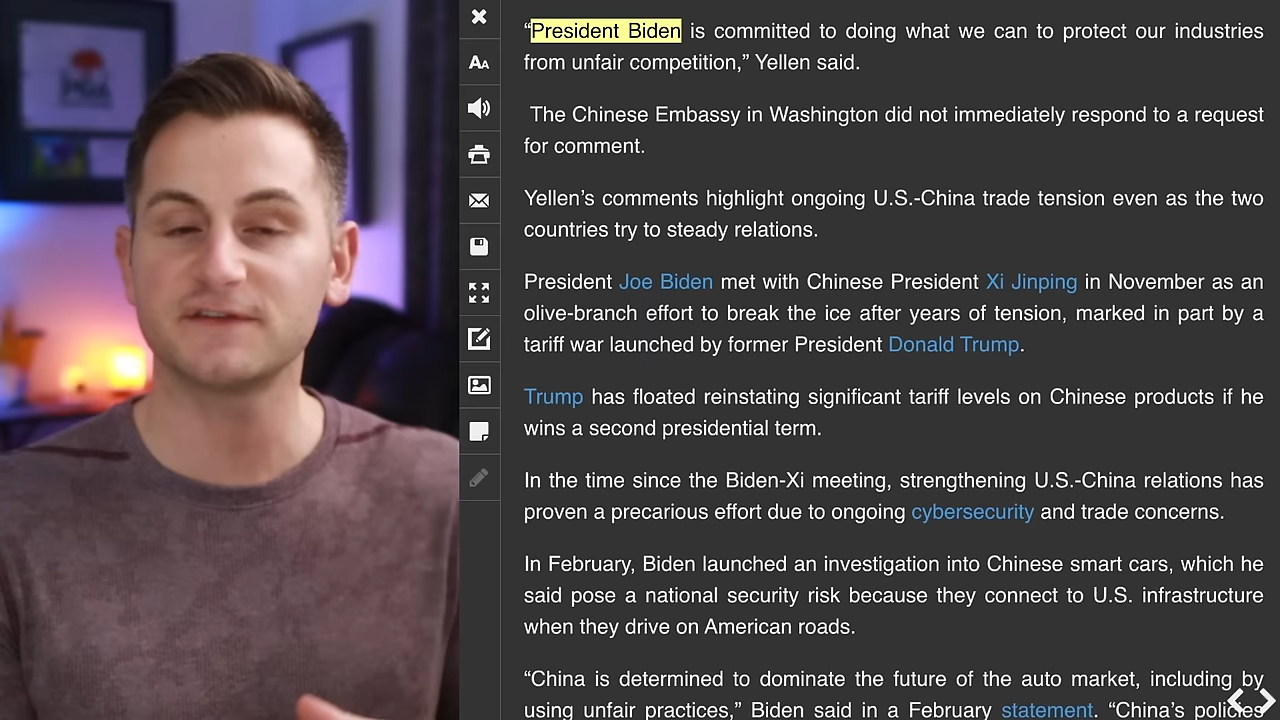 “President Biden is committed to doing what we can to protect our industries
from unfair competition,” Yellen said.
The Chinese Embassy in Washington did not immediately respond to a request
for comment.
Yellen’s comments highlight ongoing U.S.-China trade tension even as the two
countries try to steady relations.
President Joe Biden met with Chinese President Xi Jinping in November as an
olive-branch effort to break the ice after years of tension, marked in part by a
tariff war launched by former President Donald Trump.
Trump has floated reinstating significant tariff levels on Chinese products if he
wins a second presidential term.
In the time since the Biden-Xi meeting, strengthening U.S.-China relations has
proven a precarious effort due to ongoing cybersecurity and trade concerns.
In February, Biden launched an investigation into Chinese smart cars, which he
said pose a national security risk because they connect to U.S. infrastructure
when they drive on American roads.
“China is determined to dominate the future of the auto market, including by
using unfair practices,” Biden said in a February statement. “China’s policies